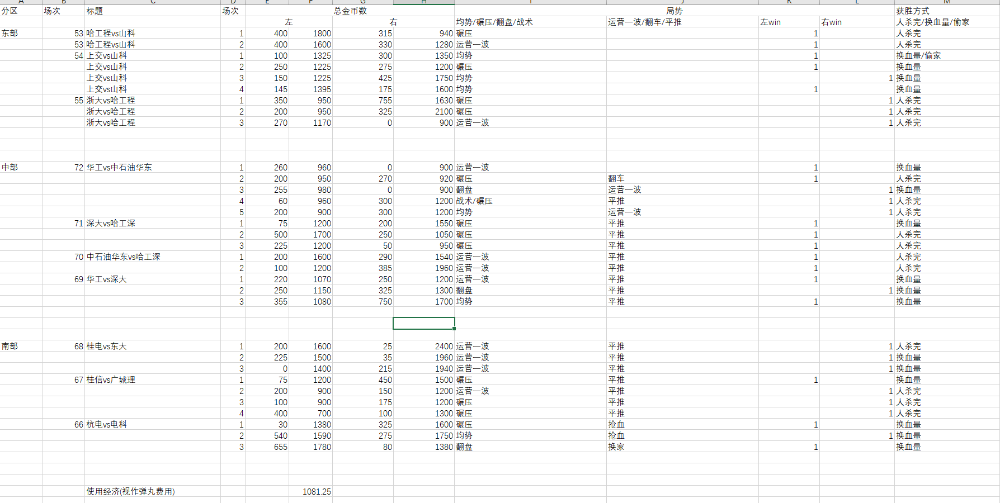 A B C D E F G H I J K L M
分区 场次 标题 场次 总金币数 局势 获胜方式
左 右 均势/碾压/翻盘/战术 运营一波/翻车/平推 左win 右win 人杀完/换血量/偷家
东部 53 哈工程vs山科 1 400 1800 315 940 碾压 1 人杀完
53 哈工程vs山科 2 400 1600 330 1280 运营一波 1 人杀完
54 上交vs山科 1 100 1325 300 1350 均势 1 换血量/偷家
上交vs山科 2 250 1225 275 1200 碾压 1 换血量
上交vs山科 3 150 1225 425 1750 均势 1 换血量
上交vs山科 4 145 1395 175 1600 均势 1 换血量
55 浙大vs哈工程 1 350 950 755 1630 碾压 1 人杀完
浙大vs哈工程 2 200 950 325 2100 碾压 1 人杀完
浙大vs哈工程 3 270 1170 0 900 运营一波 1 人杀完
中部 72 华工vs中石油华东 1 260 960 0 900 运营一波 1 换血量
2 200 950 270 920 碾压 翻车 1 人杀完
3 255 980 0 900 翻盘 运营一波 1 换血量
4 60 960 300 1200 战术/碾压 平推 1 人杀完
5 200 900 300 1200 均势 运营一波 1 人杀完
71 深大vs哈工深 1 75 1200 200 1550 碾压 平推 1 换血量
2 500 1700 250 1050 碾压 平推 1 人杀完
3 225 1200 50 950 碾压 平推 1 人杀完
70 中石油华东vs哈工深 1 200 1600 290 1540 运营一波 平推 1 人杀完
2 100 1200 385 1960 运营一波 平推 1 人杀完
69 华工vs深大 1 220 1070 250 1200 运营一波 平推 1 换血量
2 250 1150 325 1300 翻盘 平推 1 换血量
3 355 1080 750 1700 均势 平推 1 换血量
南部 68 桂电vs东大 1 200 1600 25 2400 运营一波 平推 1 人杀完
2 225 1500 35 1960 运营一波 平推 1 换血量
3 0 1400 215 1940 运营一波 平推 1 换血量
67 桂信vs广城理 1 75 1200 450 1500 碾压 平推 1 换血量
2 200 900 150 1200 运营一波 平推 1 人杀完
3 100 900 175 1200 碾压 平推 1 人杀完
4 400 700 100 1300 碾压 平推 1 人杀完
66 杭电vs电科 1 30 1380 325 1600 碾压 抢血 1 换血量
2 540 1590 275 1750 均势 抢血 1 换血量
3 655 1780 80 1380 翻盘 换家 1 换血量
使用经济(视作弹丸费用) 1081.25